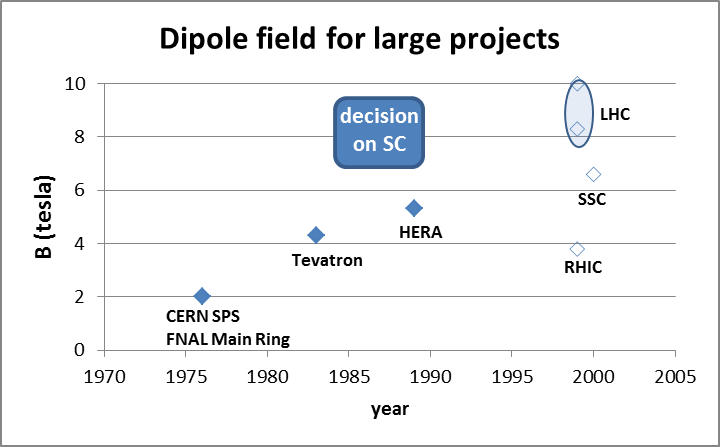 Dipole field for large projects
10
8
6
4
2
0
B (tesla)
decision
on SC
LHC
SSC
HERA
Tevatron
RHIC
CERN SPS
FNAL Main Ring
1970
1975
1980
1985
1990
1995
2000
2005
year